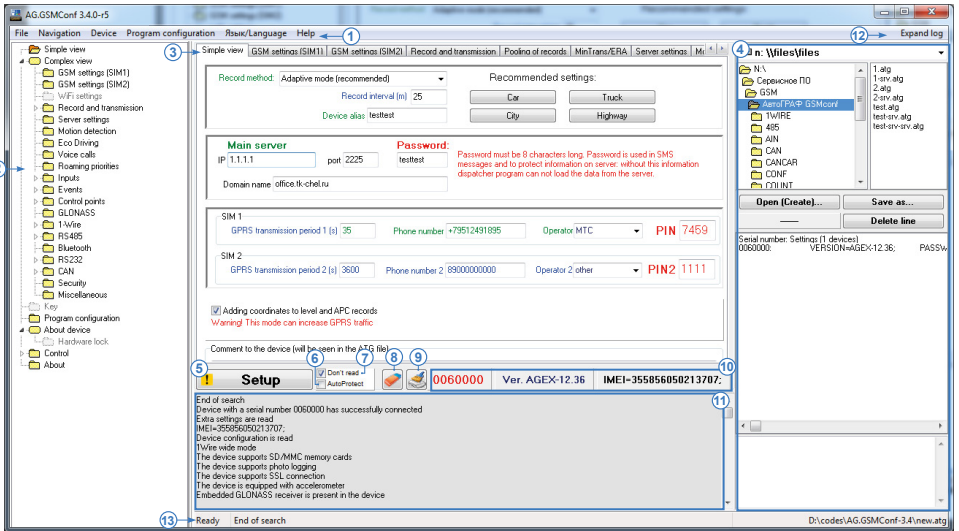 AG.GSMConf 3.4.0-r5
File Navigation Device Program configuration Язык/Language Help
1
12
Expand log
Simple view
Complex view
GSM settings (SIM1)
GSM settings (SIM2)
WiFi settings
Record and transmission
Server settings
Motion detection
Eco Driving
Voice calls
Roaming priorities
Inputs
Events
Control points
GLONASS
1-Wire
RS485
Bluetooth
RS232
CAN
Security
Miscellaneous
Key
Program configuration
About device
Hardware lock
Control
About
3
Simple view GSM settings (SIM1) GSM settings (SIM2) Record and transmission Pooling of records MinTrans/ERA Server settings
Record method: Adaptive mode (recommended)
Recommended settings:
Record interval (m) 25
Car Truck
Device alias testtest
City Highway
Main server Password:
IP 1.1.1.1 port 2225 testtest
Password must be 8 characters long. Password is used in SMS
messages and to protect information on server: without this information
dispatcher program can not load the data from the server.
Domain name office.tk-chel.ru
SIM 1
GPRS transmission period 1 (s) 35 Phone number +79512491895 Operator МТС PIN 7459
SIM 2
GPRS transmission period 2 (s) 3600 Phone number 2 89000000000 Operator 2 other PIN2 1111
Adding coordinates to level and APC records
Warning! This mode can increase GPRS traffic
Comment to the device (will be seen in the ATG file)
5 6 7 8 9 10
! Setup
Don't read
AutoProtect
0060000 Ver. AGEX-12.36 IMEI=355856050213707;
11
End of search
Device with a serial number 0060000 has successfully connected
Extra settings are read
IMEI=355856050213707;
Device configuration is read
1Wire wide mode
The device supports SD/MMC memory cards
The device supports photo logging
The device supports SSL connection
The device is equipped with accelerometer
Embedded GLONASS receiver is present in the device
4
n: \\files\files
N:\
Сервисное ПО
GSM
АвтоГРАФ GSMconf
1WIRE
485
AIN
CAN
CANCAR
CONF
COUNT
1.atg
1-srv.atg
2.atg
2-srv.atg
test.atg
test-srv.atg
test-srv-srv.atg
Open (Create)... Save as...
Delete line
Serial number: Settings (1 devices)
0060000: VERSION=AGEX-12.36;
13
Ready End of search
D:\codes\AG.GSMConf-3.4\new.atg